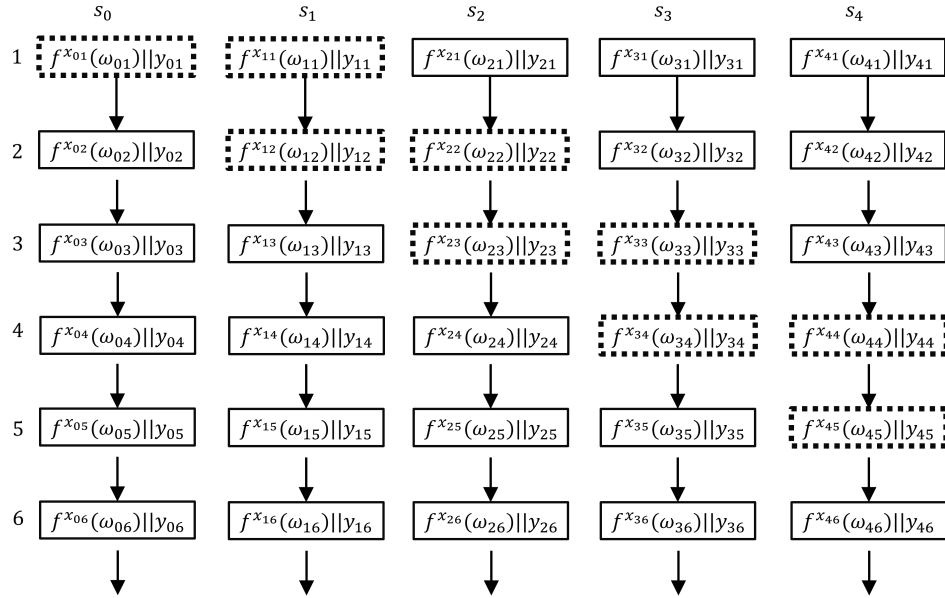 s₀ s₁ s₂ s₃ s₄
1 f^{x₀₁}(ω₀₁)||y₀₁ f^{x₁₁}(ω₁₁)||y₁₁ f^{x₂₁}(ω₂₁)||y₂₁ f^{x₃₁}(ω₃₁)||y₃₁ f^{x₄₁}(ω₄₁)||y₄₁
2 f^{x₀₂}(ω₀₂)||y₀₂ f^{x₁₂}(ω₁₂)||y₁₂ f^{x₂₂}(ω₂₂)||y₂₂ f^{x₃₂}(ω₃₂)||y₃₂ f^{x₄₂}(ω₄₂)||y₄₂
3 f^{x₀₃}(ω₀₃)||y₀₃ f^{x₁₃}(ω₁₃)||y₁₃ f^{x₂₃}(ω₂₃)||y₂₃ f^{x₃₃}(ω₃₃)||y₃₃ f^{x₄₃}(ω₄₃)||y₄₃
4 f^{x₀₄}(ω₀₄)||y₀₄ f^{x₁₄}(ω₁₄)||y₁₄ f^{x₂₄}(ω₂₄)||y₂₄ f^{x₃₄}(ω₃₄)||y₃₄ f^{x₄₄}(ω₄₄)||y₄₄
5 f^{x₀₅}(ω₀₅)||y₀₅ f^{x₁₅}(ω₁₅)||y₁₅ f^{x₂₅}(ω₂₅)||y₂₅ f^{x₃₅}(ω₃₅)||y₃₅ f^{x₄₅}(ω₄₅)||y₄₅
6 f^{x₀₆}(ω₀₆)||y₀₆ f^{x₁₆}(ω₁₆)||y₁₆ f^{x₂₆}(ω₂₆)||y₂₆ f^{x₃₆}(ω₃₆)||y₃₆ f^{x₄₆}(ω₄₆)||y₄₆